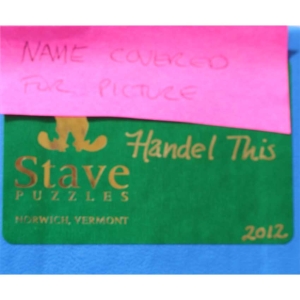 NAME COVERED
FOR PICTURE
Handel This
Stave
PUZZLES
NORWICH, VERMONT
2012